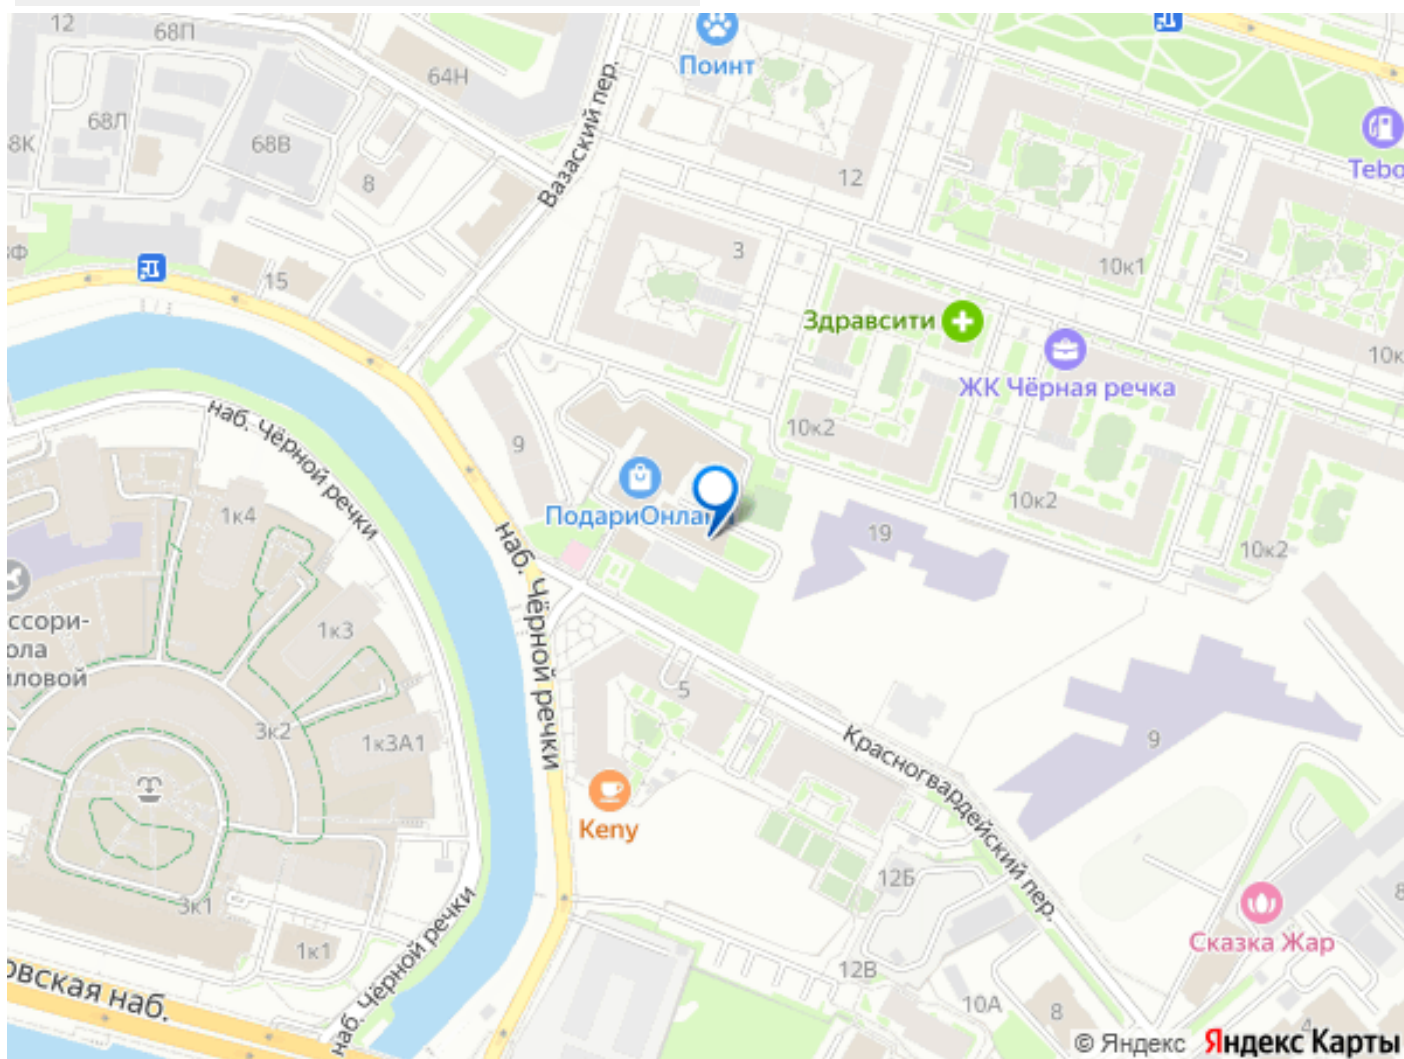 12
68П
64Н
68Л
68В
8К
8
Вазаский пер.
Поинт
12
Tebo
3
10к1
Ф
15
Здравсити
ЖК Чёрная речка
10к
наб. Чёрной речки
9
10к2
10к2
10к2
ПодариОнла
19
1к4
1к3
наб. Чёрной речки
ссори-
ола
иловой
5
3к2
1к3А1
Красногвардейский пер.
9
Keny
12Б
8
3к1
1к1
наб. Чёрной речки
Сказка Жар
12В
10А
8
4
овская наб.
© Яндекс Яндекс Карты